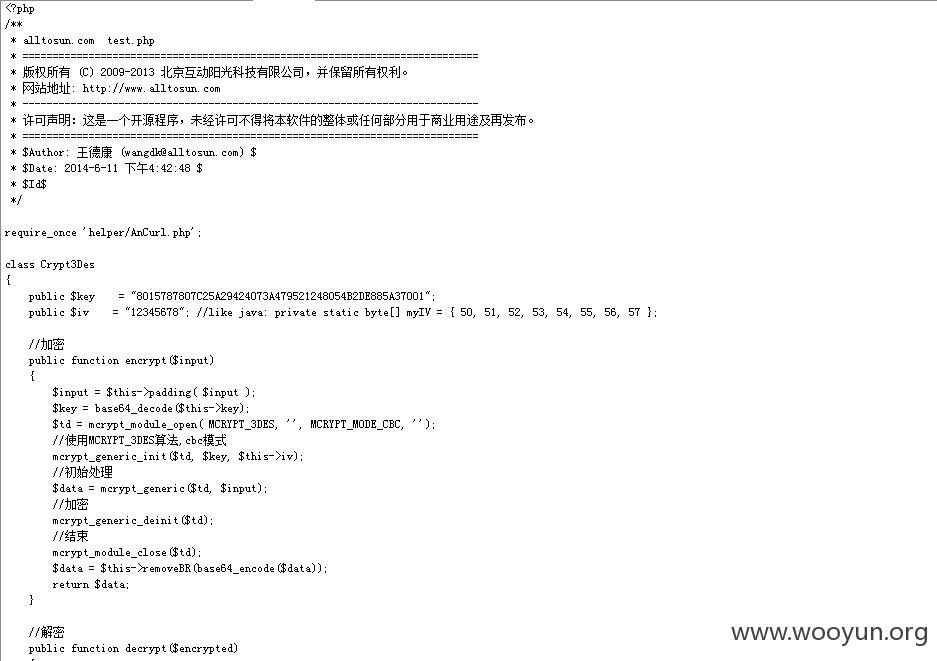 <?php
/**
 * alltosun.com  test.php
 * ============================================================================
 * 版权所有 (C) 2009-2013 北京互动阳光科技有限公司，并保留所有权利。
 * 网站地址: http://www.alltosun.com
 * ----------------------------------------------------------------------------
 * 许可声明：这是一个开源程序，未经许可不得将本软件的整体或任何部分用于商业用途及再发布。
 * ============================================================================
 * $Author: 王德康 (wangdk@alltosun.com) $
 * $Date: 2014-6-11 下午4:42:48 $
 * $Id$
 */
require_once 'helper/AnCurl.php';
class Crypt3Des
{
    public $key    = "8015787807C25A29424073A479521248054B2DE885A37001";
    public $iv    = "12345678"; //like java: private static byte[] myIV = { 50, 51, 52, 53, 54, 55, 56, 57 };
    //加密
    public function encrypt($input)
    {
        $input = $this->padding( $input );
        $key = base64_decode($this->key);
        $td = mcrypt_module_open( MCRYPT_3DES, '', MCRYPT_MODE_CBC, '');
        //使用MCRYPT_3DES算法,cbc模式
        mcrypt_generic_init($td, $key, $this->iv);
        //初始处理
        $data = mcrypt_generic($td, $input);
        //加密
        mcrypt_generic_deinit($td);
        //结束
        mcrypt_module_close($td);
        $data = $this->removeBR(base64_encode($data));
        return $data;
    }
    //解密
    public function decrypt($encrypted)
www.wooyun.org